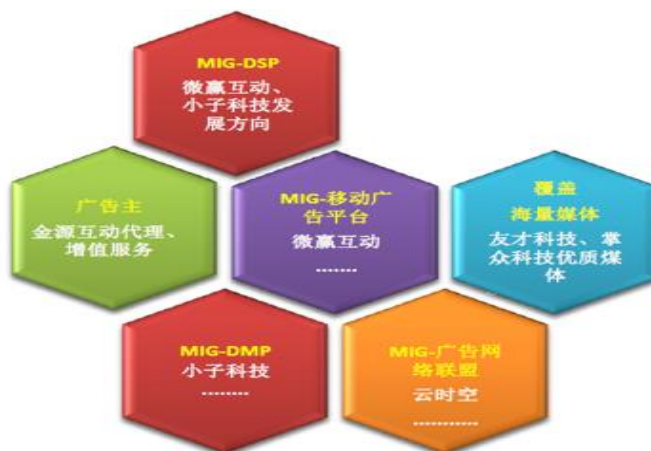 MIG-DSP
微赢互动、
小子科技发
展方向
广告主
金源互动代理、
增值服务
MIG-移动广
告平台
微赢互动
.......
覆盖
海量媒体
友才科技、掌
众科技优质媒
体
MIG-DMP
小子科技
........
MIG-广告网
络联盟
云时空
...........